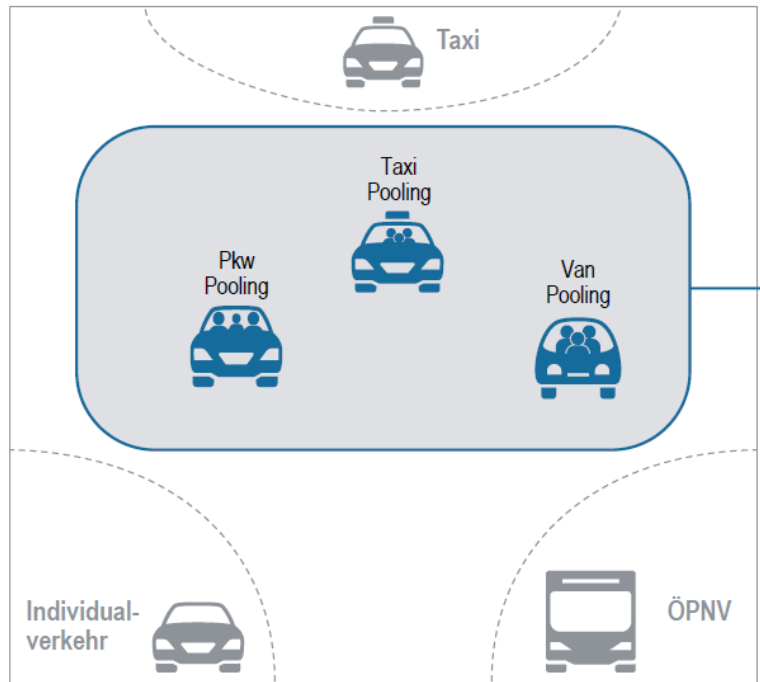 Taxi
Taxi
Pooling
Pkw
Pooling
Van
Pooling
Individual-
verkehr
ÖPNV